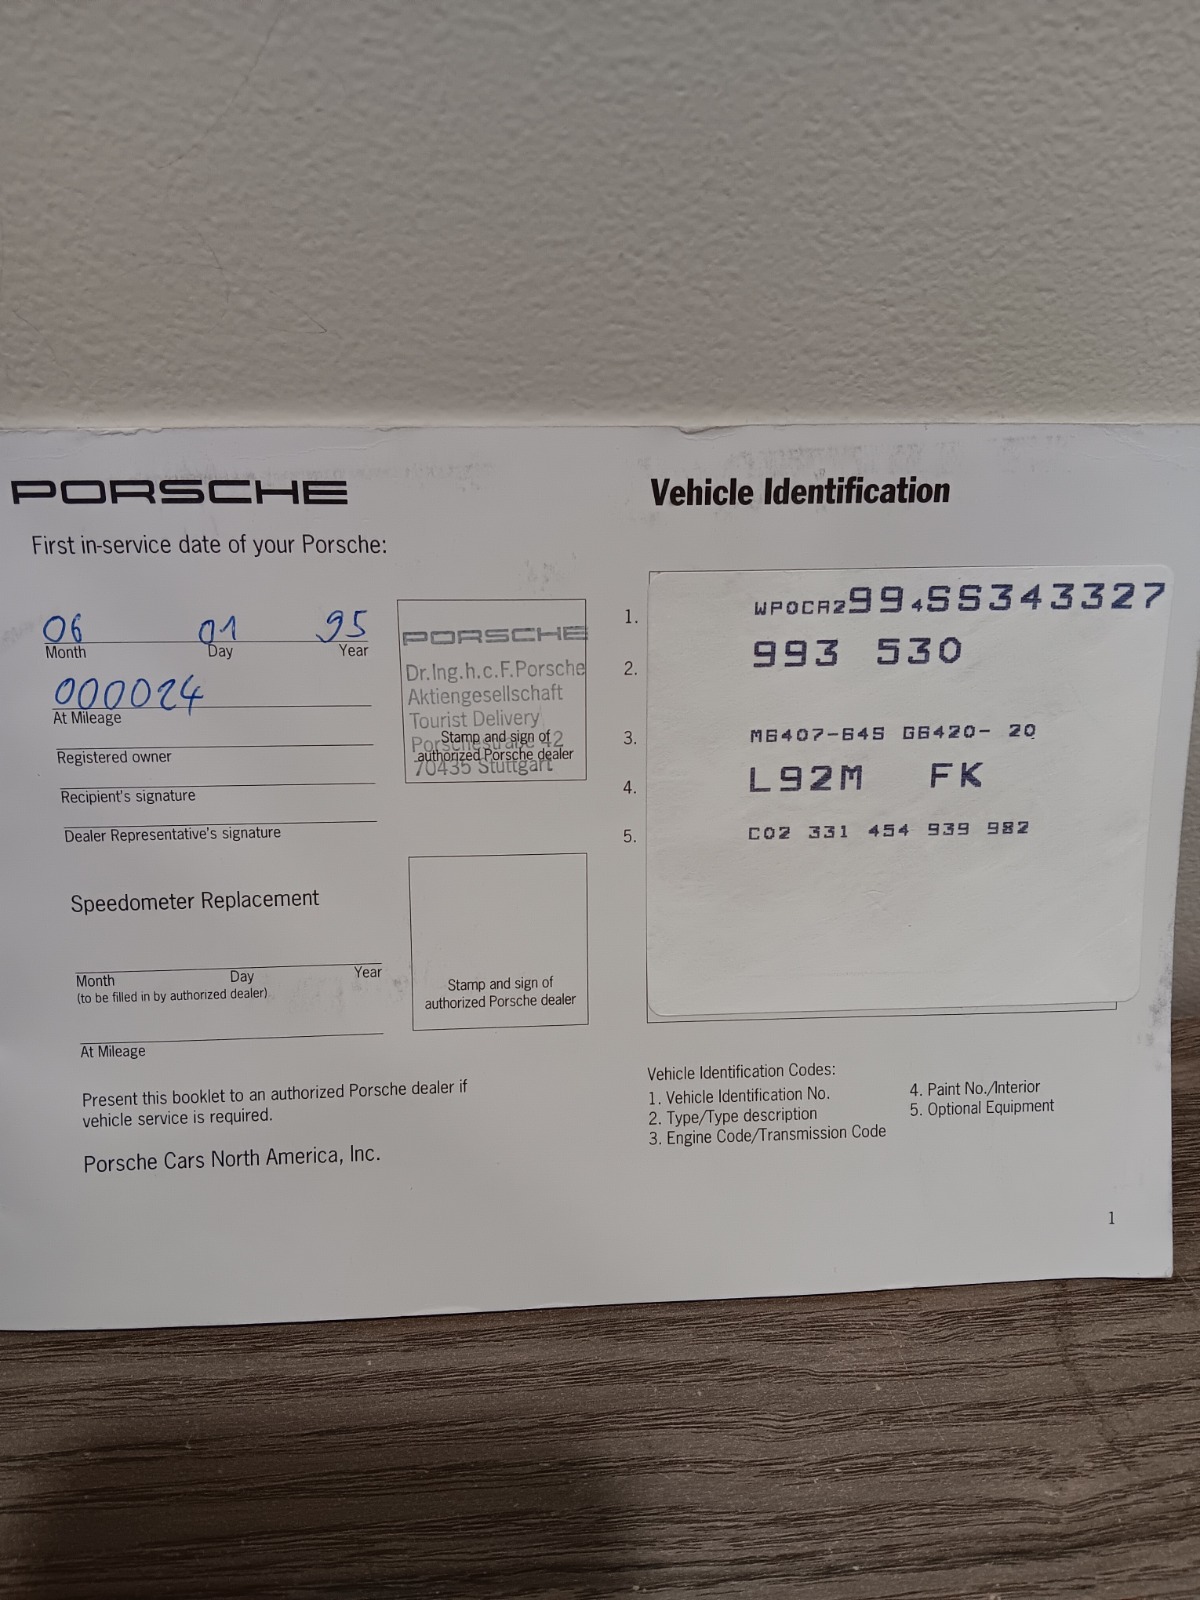 PORSCHE
First in-service date of your Porsche:
06 01 95
Month Day Year
000024
At Mileage
Registered owner
Recipient's signature
Dealer Representative's signature
PORSCHE
Dr.Ing.h.c.F.Porsche
Aktiengesellschaft
Tourist Delivery
Porschestraße 42
70435 Stuttgart
Stamp and sign of
authorized Porsche dealer
Speedometer Replacement
Month Day Year
(to be filled in by authorized dealer)
At Mileage
Stamp and sign of
authorized Porsche dealer
Present this booklet to an authorized Porsche dealer if
vehicle service is required.
Porsche Cars North America, Inc.
Vehicle Identification
1. WP0CA2994SS343327
2. 993 530
3. M6407-64S G6420- 20
4. L92M FK
5. C02 331 454 939 982
Vehicle Identification Codes:
1. Vehicle Identification No.
2. Type/Type description
3. Engine Code/Transmission Code
4. Paint No./Interior
5. Optional Equipment
1